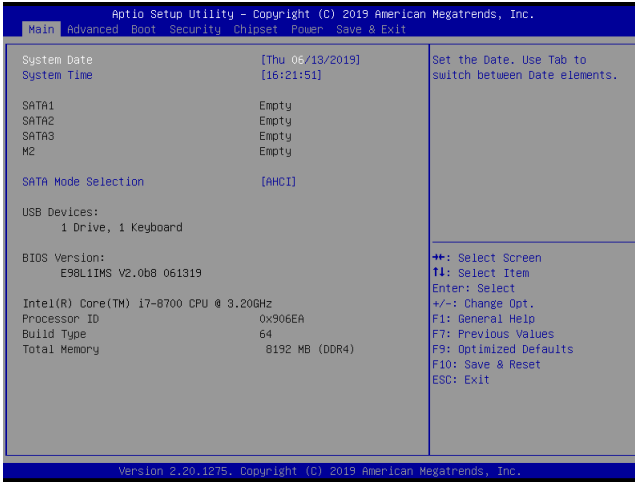 Aptio Setup Utility – Copyright (C) 2019 American Megatrends, Inc.
Main Advanced Boot Security Chipset Power Save & Exit
System Date [Thu 06/13/2019]
System Time [16:21:51]
SATA1 Empty
SATA2 Empty
SATA3 Empty
M2 Empty
SATA Mode Selection [AHCI]
USB Devices:
1 Drive, 1 Keyboard
BIOS Version:
E98L1IMS V2.0b8 061319
Intel(R) Core(TM) i7-8700 CPU @ 3.20GHz
Processor ID 0x906EA
Build Type 64
Total Memory 8192 MB (DDR4)
Set the Date. Use Tab to
switch between Date elements.
→←: Select Screen
↑↓: Select Item
Enter: Select
+/-: Change Opt.
F1: General Help
F7: Previous Values
F9: Optimized Defaults
F10: Save & Reset
ESC: Exit
Version 2.20.1275. Copyright (C) 2019 American Megatrends, Inc.